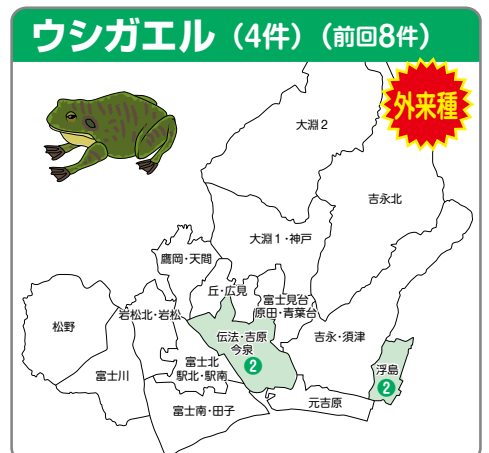 ウシガエル（4件）（前回8件）
外来種
大淵2
吉永北
大淵1・神戸
鷹岡・天間
丘・広見
富士見台
原田・青葉台
岩松北・岩松
松野
伝法・吉原
今泉
2
吉永・須津
浮島
2
富士川
富士北
駅北・駅南
元吉原
富士南・田子